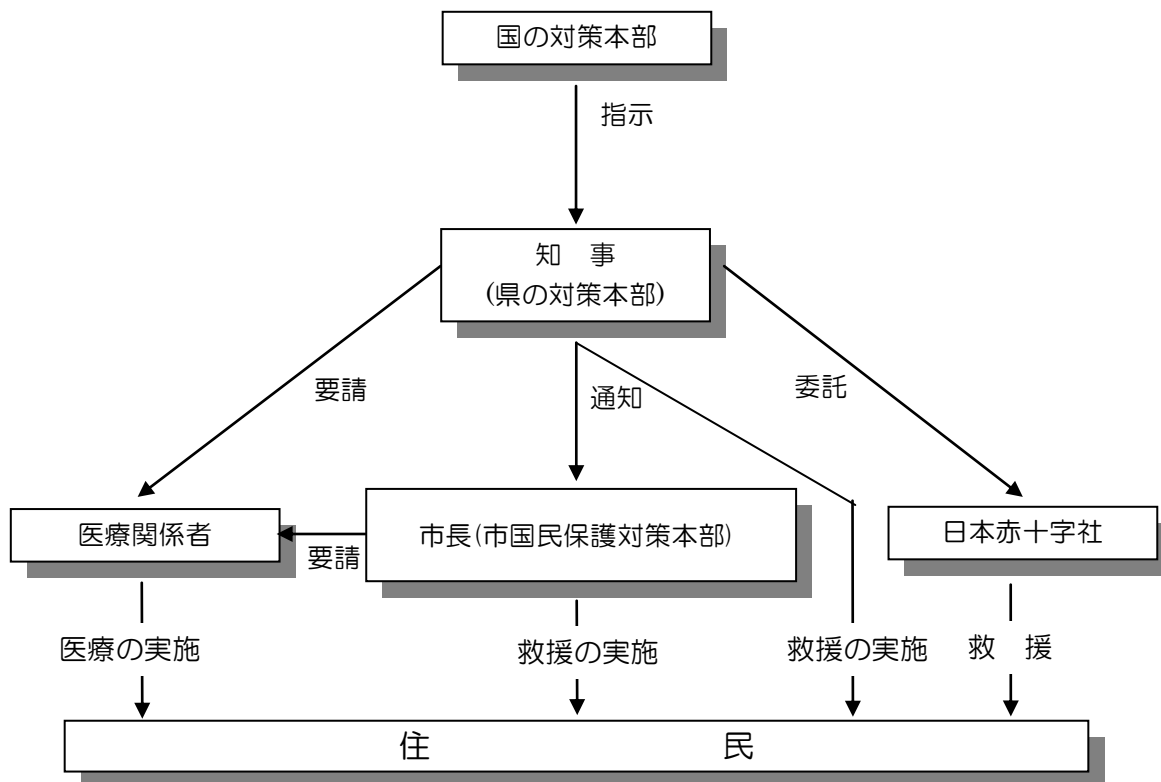 国の対策本部
指示
知　事
(県の対策本部)
要請
通知
委託
医療関係者
要請
市長(市国民保護対策本部)
日本赤十字社
医療の実施
救援の実施
救援の実施
救　援
住　民